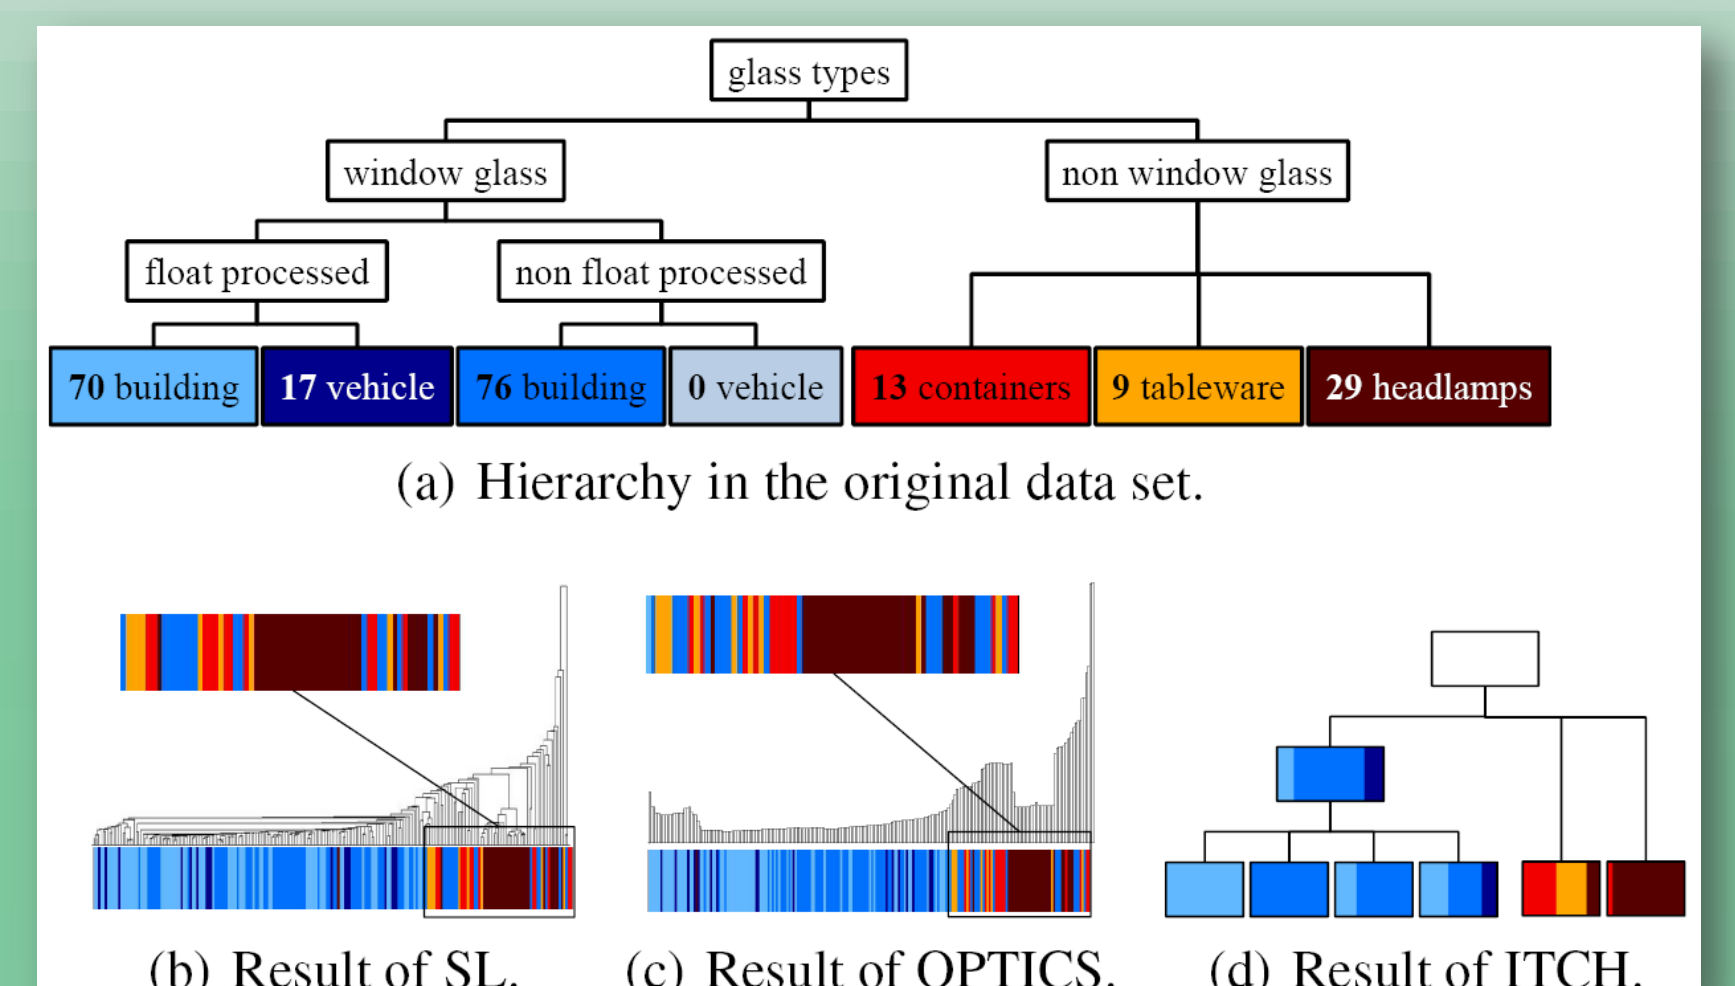 glass types
window glass
non window glass
float processed
non float processed
70 building
17 vehicle
76 building
0 vehicle
13 containers
9 tableware
29 headlamps
(a) Hierarchy in the original data set.
(b) Result of SL.
(c) Result of OPTICS.
(d) Result of ITCH.